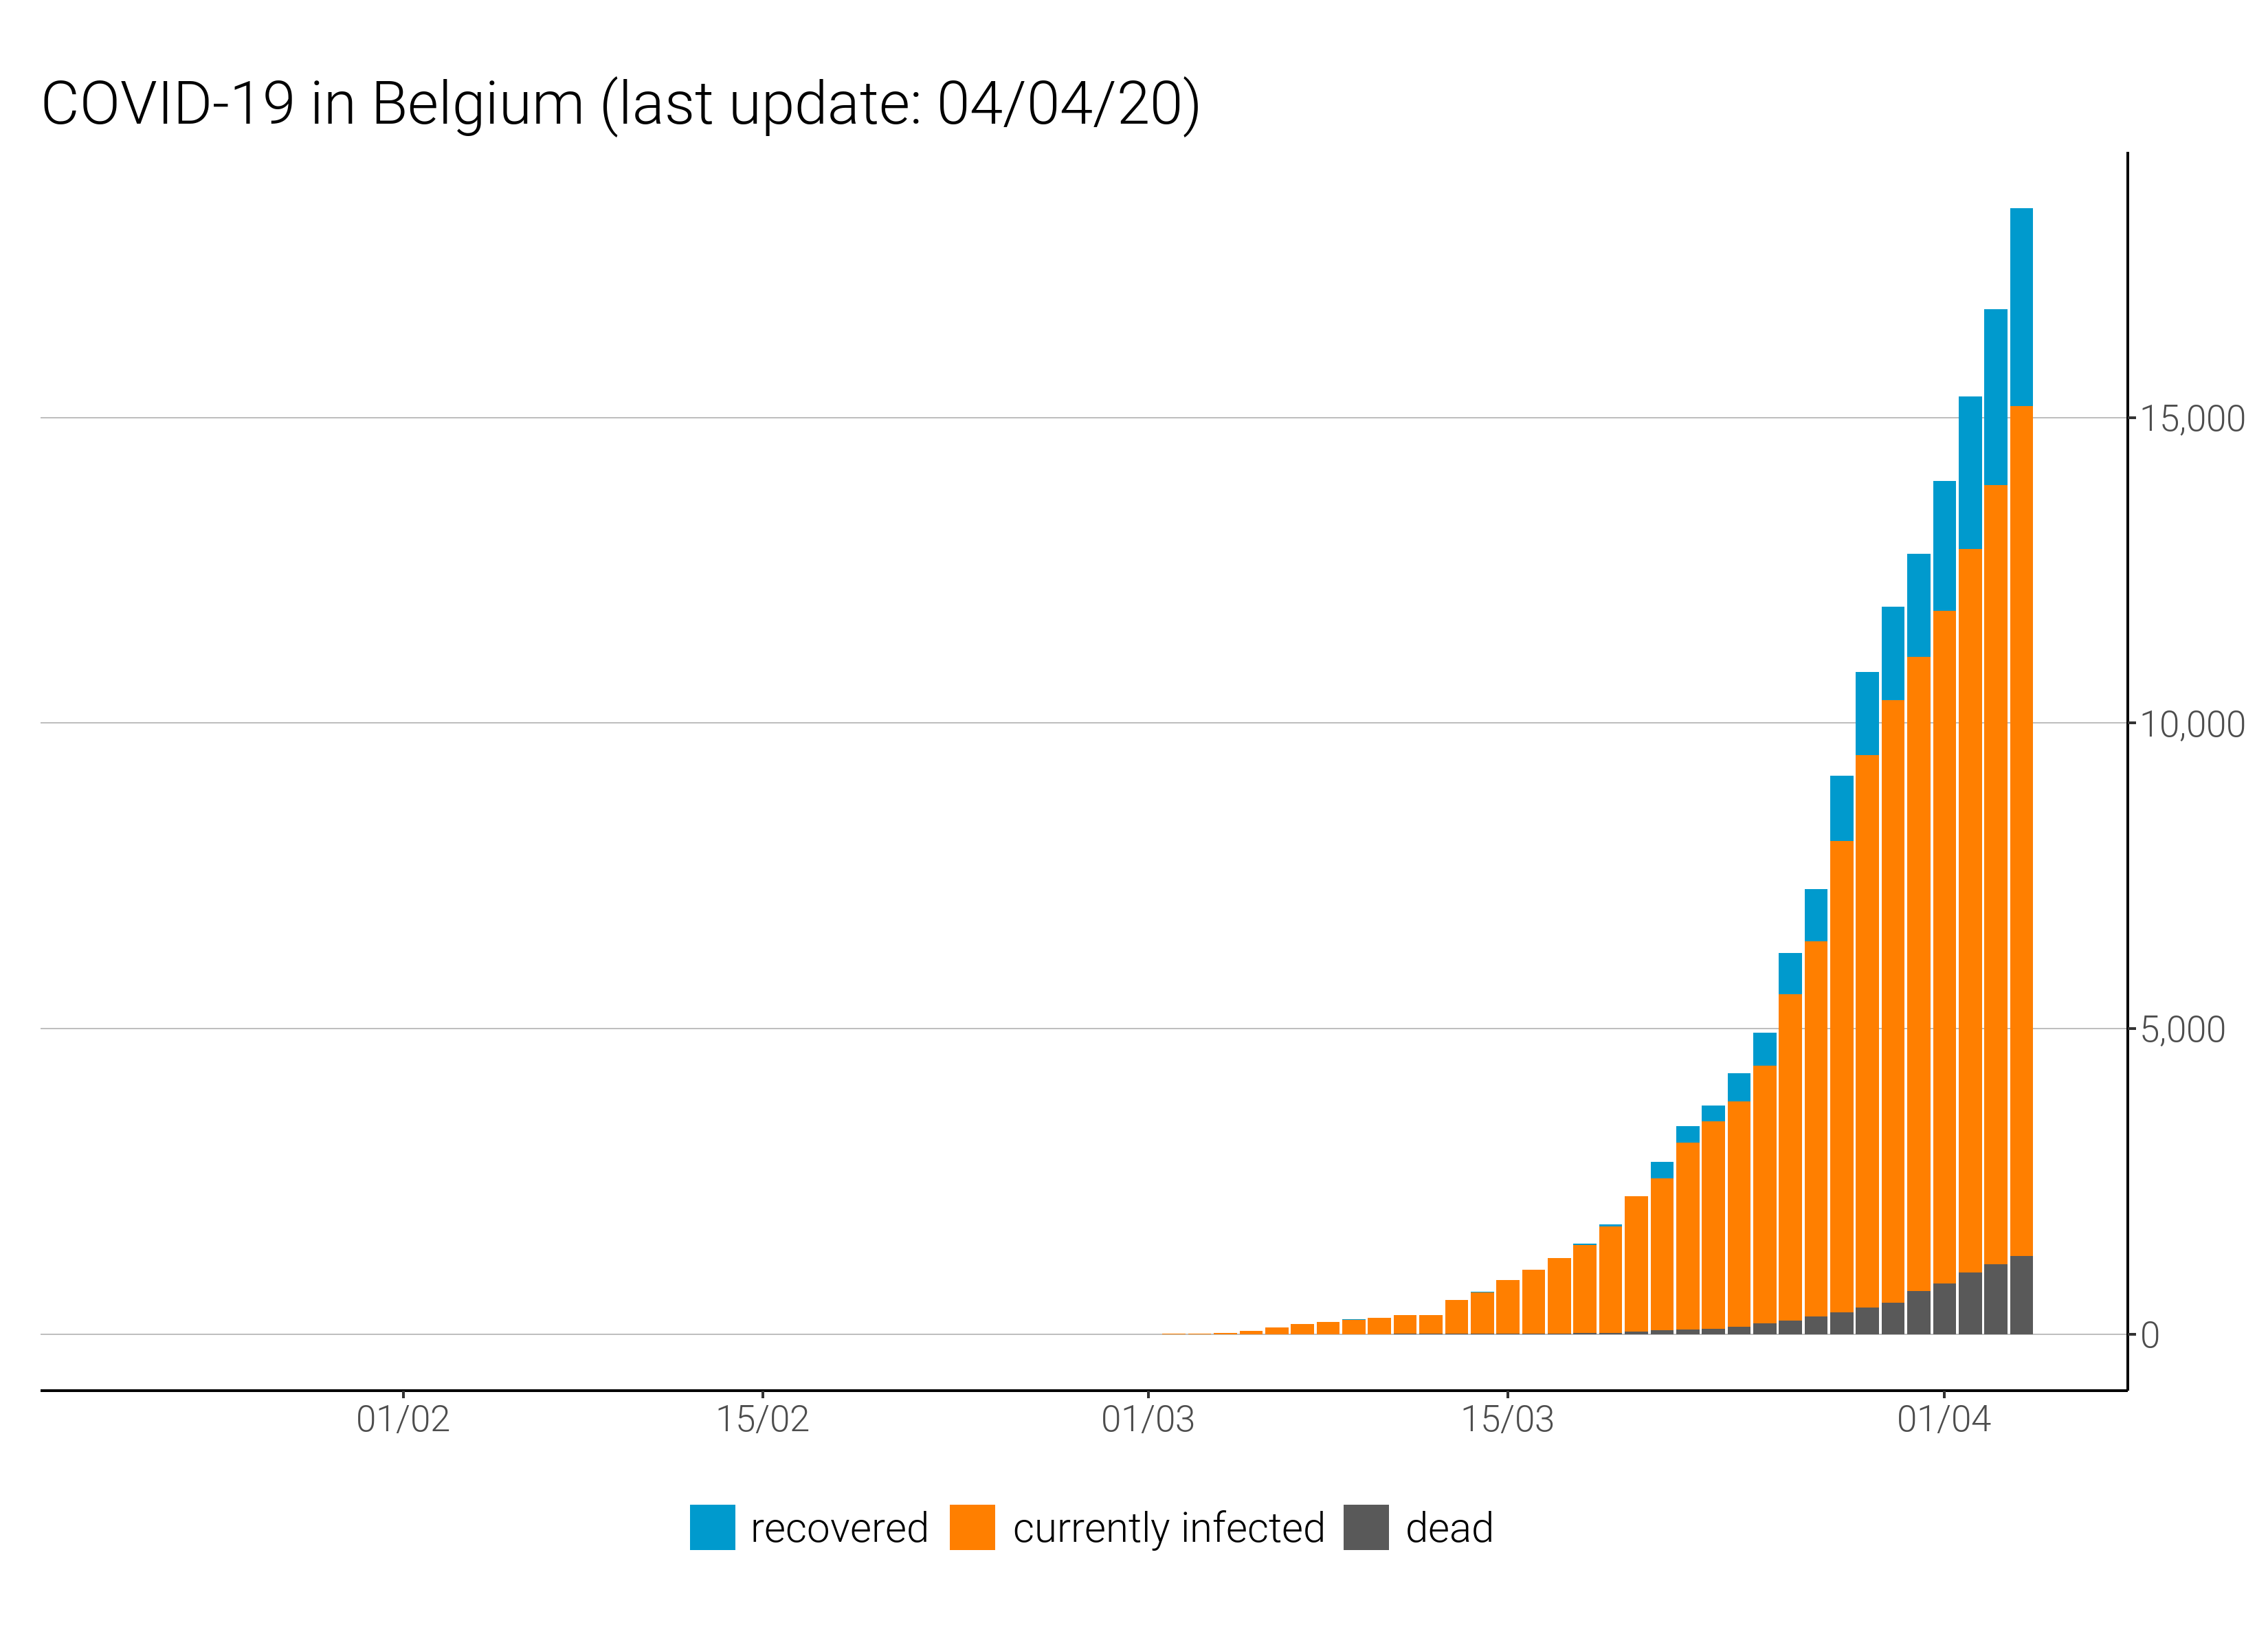 COVID-19 in Belgium (last update: 04/04/20)
15,000
10,000
5,000
0
01/02 15/02 01/03 15/03 01/04
recovered currently infected dead